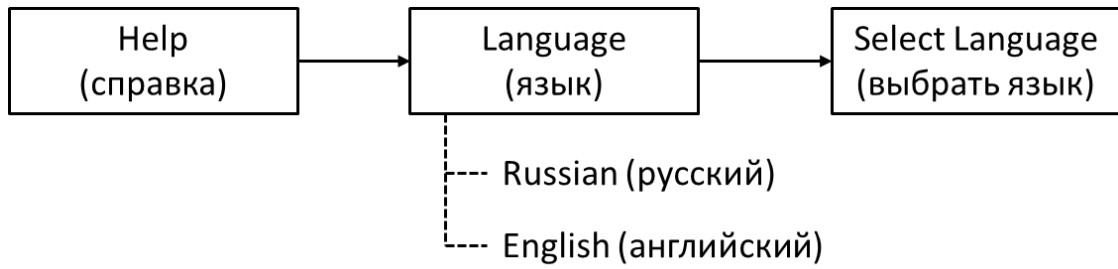 Help
(справка)
Language
(язык)
Select Language
(выбрать язык)
Russian (русский)
English (английский)